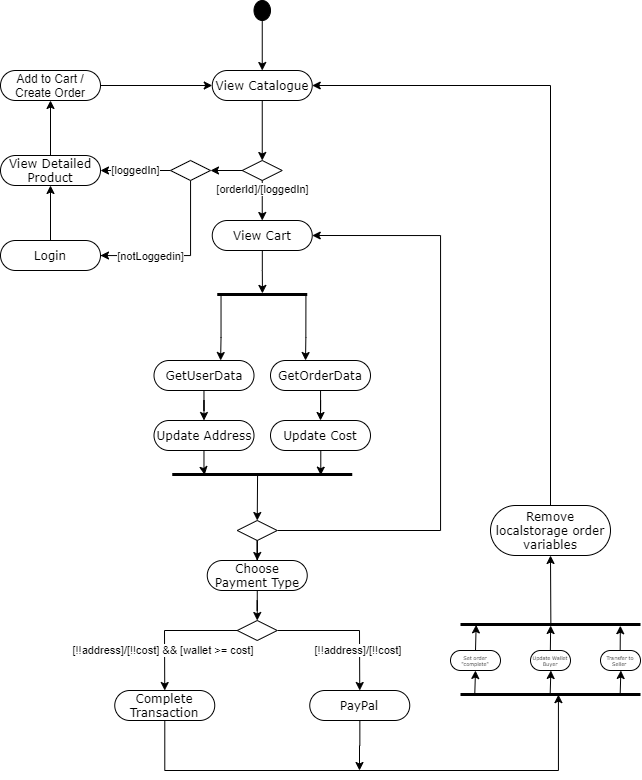 Add to Cart /
Create Order
View Catalogue
View Detailed
Product
[loggedIn]
[orderId]/[loggedIn]
View Cart
Login
[notLoggedin]
GetUserData
GetOrderData
Update Address
Update Cost
Remove
localstorage order
variables
Choose
Payment Type
[!!address]/[!!cost] && [wallet >= cost]
[!!address]/[!!cost]
Set order
"complete"
Update Wallet
Buyer
Transfer to
Seller
Complete
Transaction
PayPal